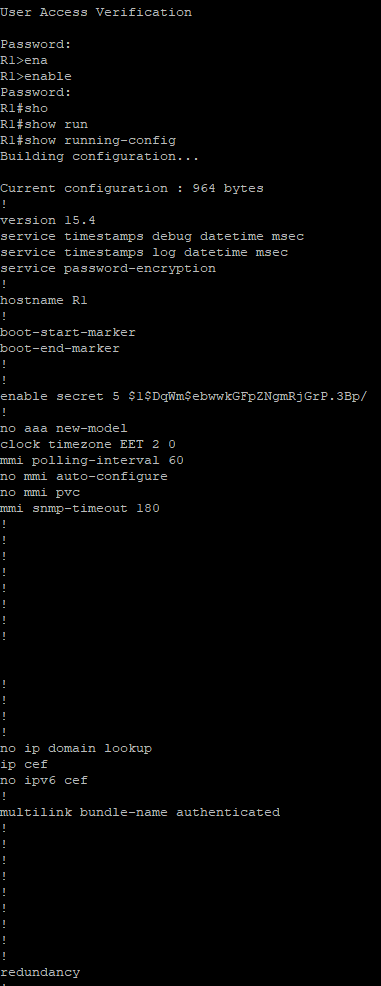 User Access Verification
Password:
R1>ena
R1>enable
Password:
R1#sho
R1#show run
R1#show running-config
Building configuration...
Current configuration : 964 bytes
!
version 15.4
service timestamps debug datetime msec
service timestamps log datetime msec
service password-encryption
!
hostname R1
!
boot-start-marker
boot-end-marker
!
!
enable secret 5 $1$DqWm$ebwwkGFpZNgmRjGrP.3Bp/
!
no aaa new-model
clock timezone EET 2 0
mmi polling-interval 60
no mmi auto-configure
no mmi pvc
mmi snmp-timeout 180
!
!
!
!
!
!
!
!
!
!
!
!
no ip domain lookup
ip cef
no ipv6 cef
!
multilink bundle-name authenticated
!
!
!
!
!
!
!
!
!
redundancy
!